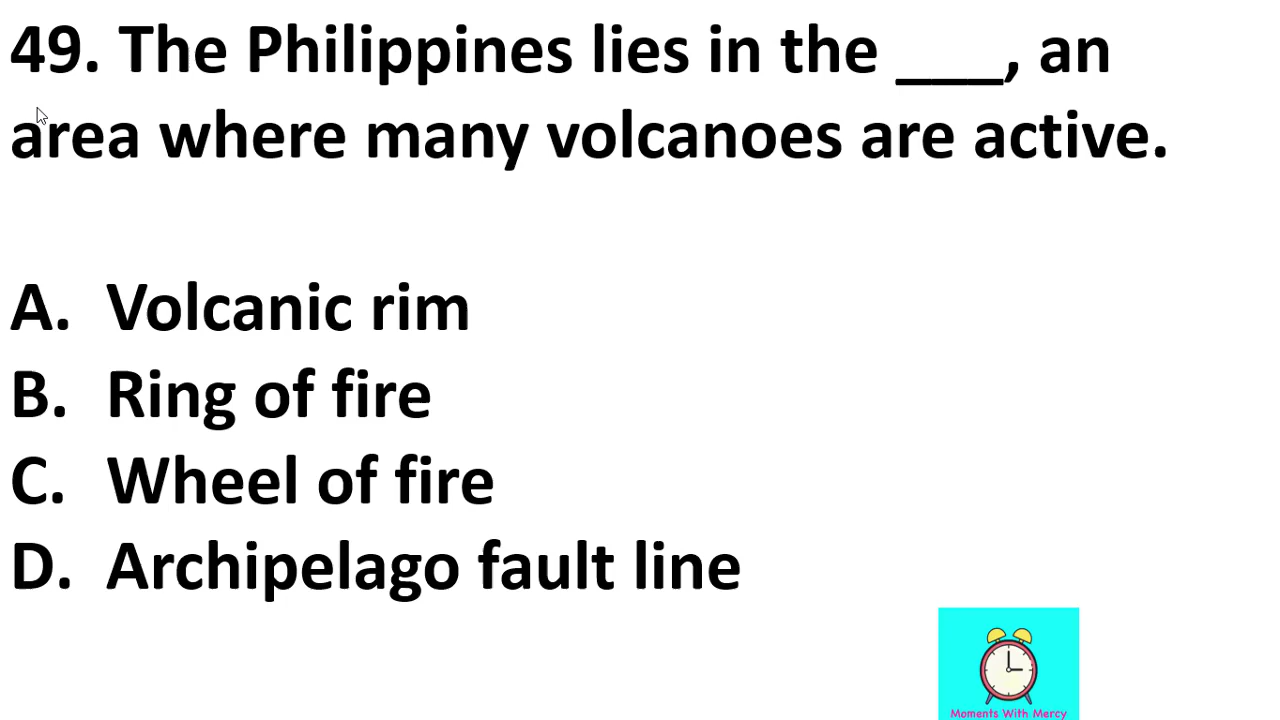 49. The Philippines lies in the ___, an
area where many volcanoes are active.
A. Volcanic rim
B. Ring of fire
C. Wheel of fire
D. Archipelago fault line
Moments With Mercy